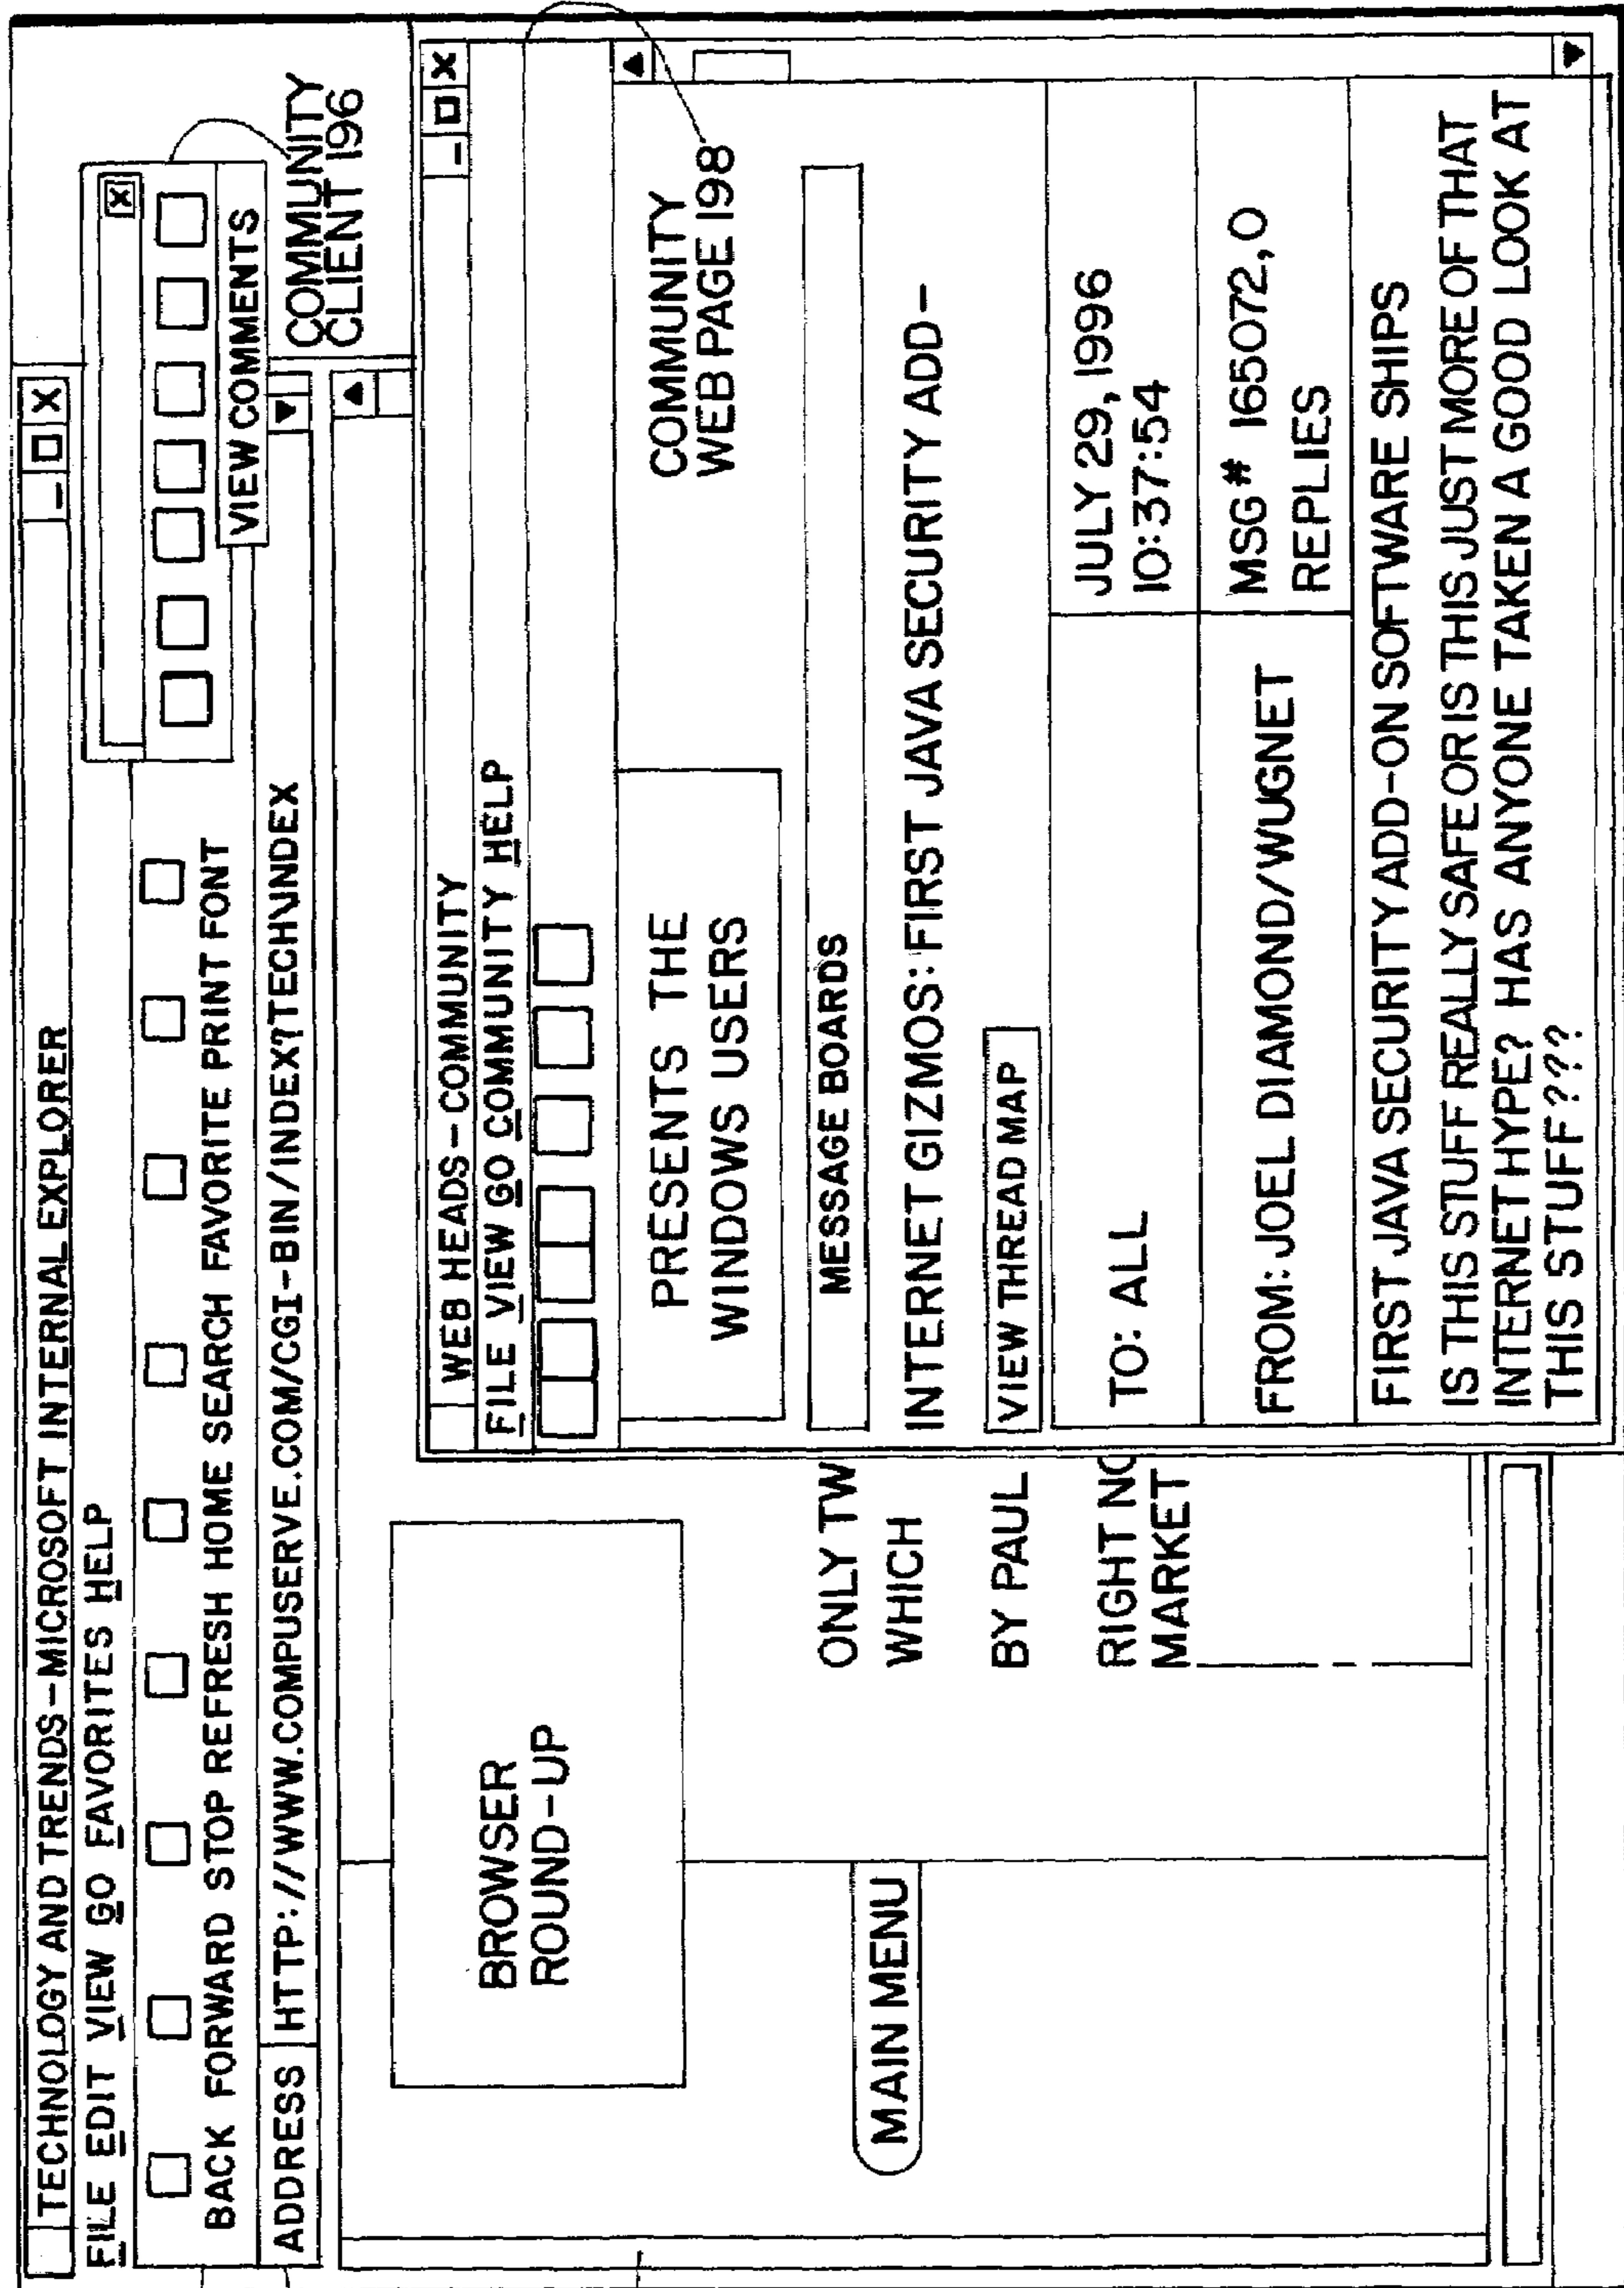 TECHNOLOGY AND TRENDS-MICROSOFT INTERNAL EXPLORER
FILE EDIT VIEW GO FAVORITES HELP
BACK FORWARD STOP REFRESH HOME SEARCH FAVORITE PRINT FONT
VIEW COMMENTS
ADDRESS HTTP://WWW.COMPUSERVE.COM/CGI-BIN/INDEX?TECH\INDEX
COMMUNITY
CLIENT 196
BROWSER
ROUND-UP
MAIN MENU
ONLY TW
WHICH
BY PAUL
RIGHT NO
MARKET
WEB HEADS-COMMUNITY
FILE VIEW GO COMMUNITY HELP
PRESENTS THE
WINDOWS USERS
COMMUNITY
WEB PAGE 198
MESSAGE BOARDS
INTERNET GIZMOS: FIRST JAVA SECURITY ADD-
VIEW THREAD MAP
TO: ALL
JULY 29, 1996
10:37:54
FROM: JOEL DIAMOND/WUGNET
MSG# 165072, 0
REPLIES
FIRST JAVA SECURITY ADD-ON SOFTWARE SHIPS
IS THIS STUFF REALLY SAFE OR IS THIS JUST MORE OF THAT
INTERNET HYPE? HAS ANYONE TAKEN A GOOD LOOK AT
THIS STUFF???